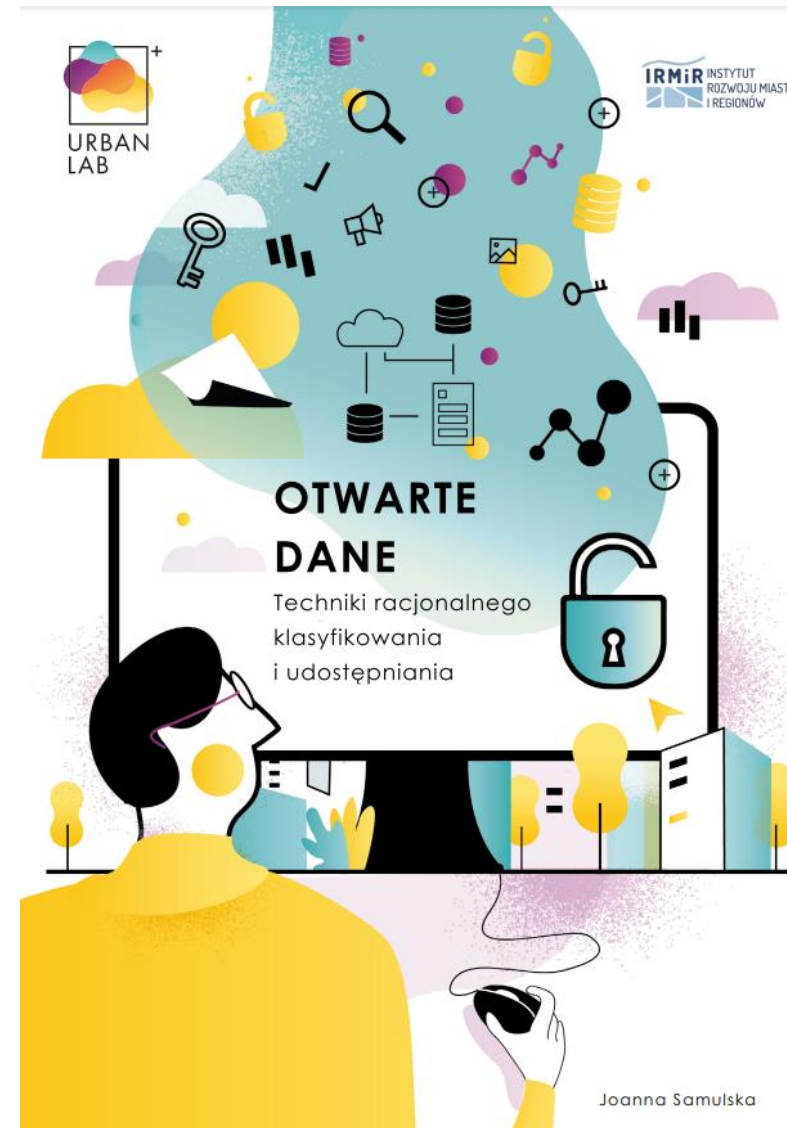 URBAN
LAB
IRMiR INSTYTUT
ROZWOJU MIAST
I REGIONÓW
OTWARTE
DANE
Techniki racjonalnego
klasyfikowania
i udostępniania
Joanna Samulska